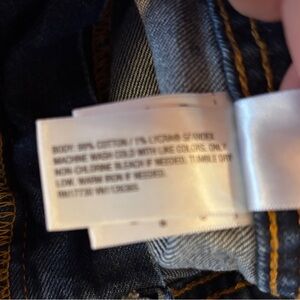 BODY: 99% COTTON / 1% LYCRA® SPANDEX
MACHINE WASH COLD WITH LIKE COLORS, ONLY
NON-CHLORINE BLEACH IF NEEDED, TUMBLE DRY
LOW, WARM IRON IF NEEDED.